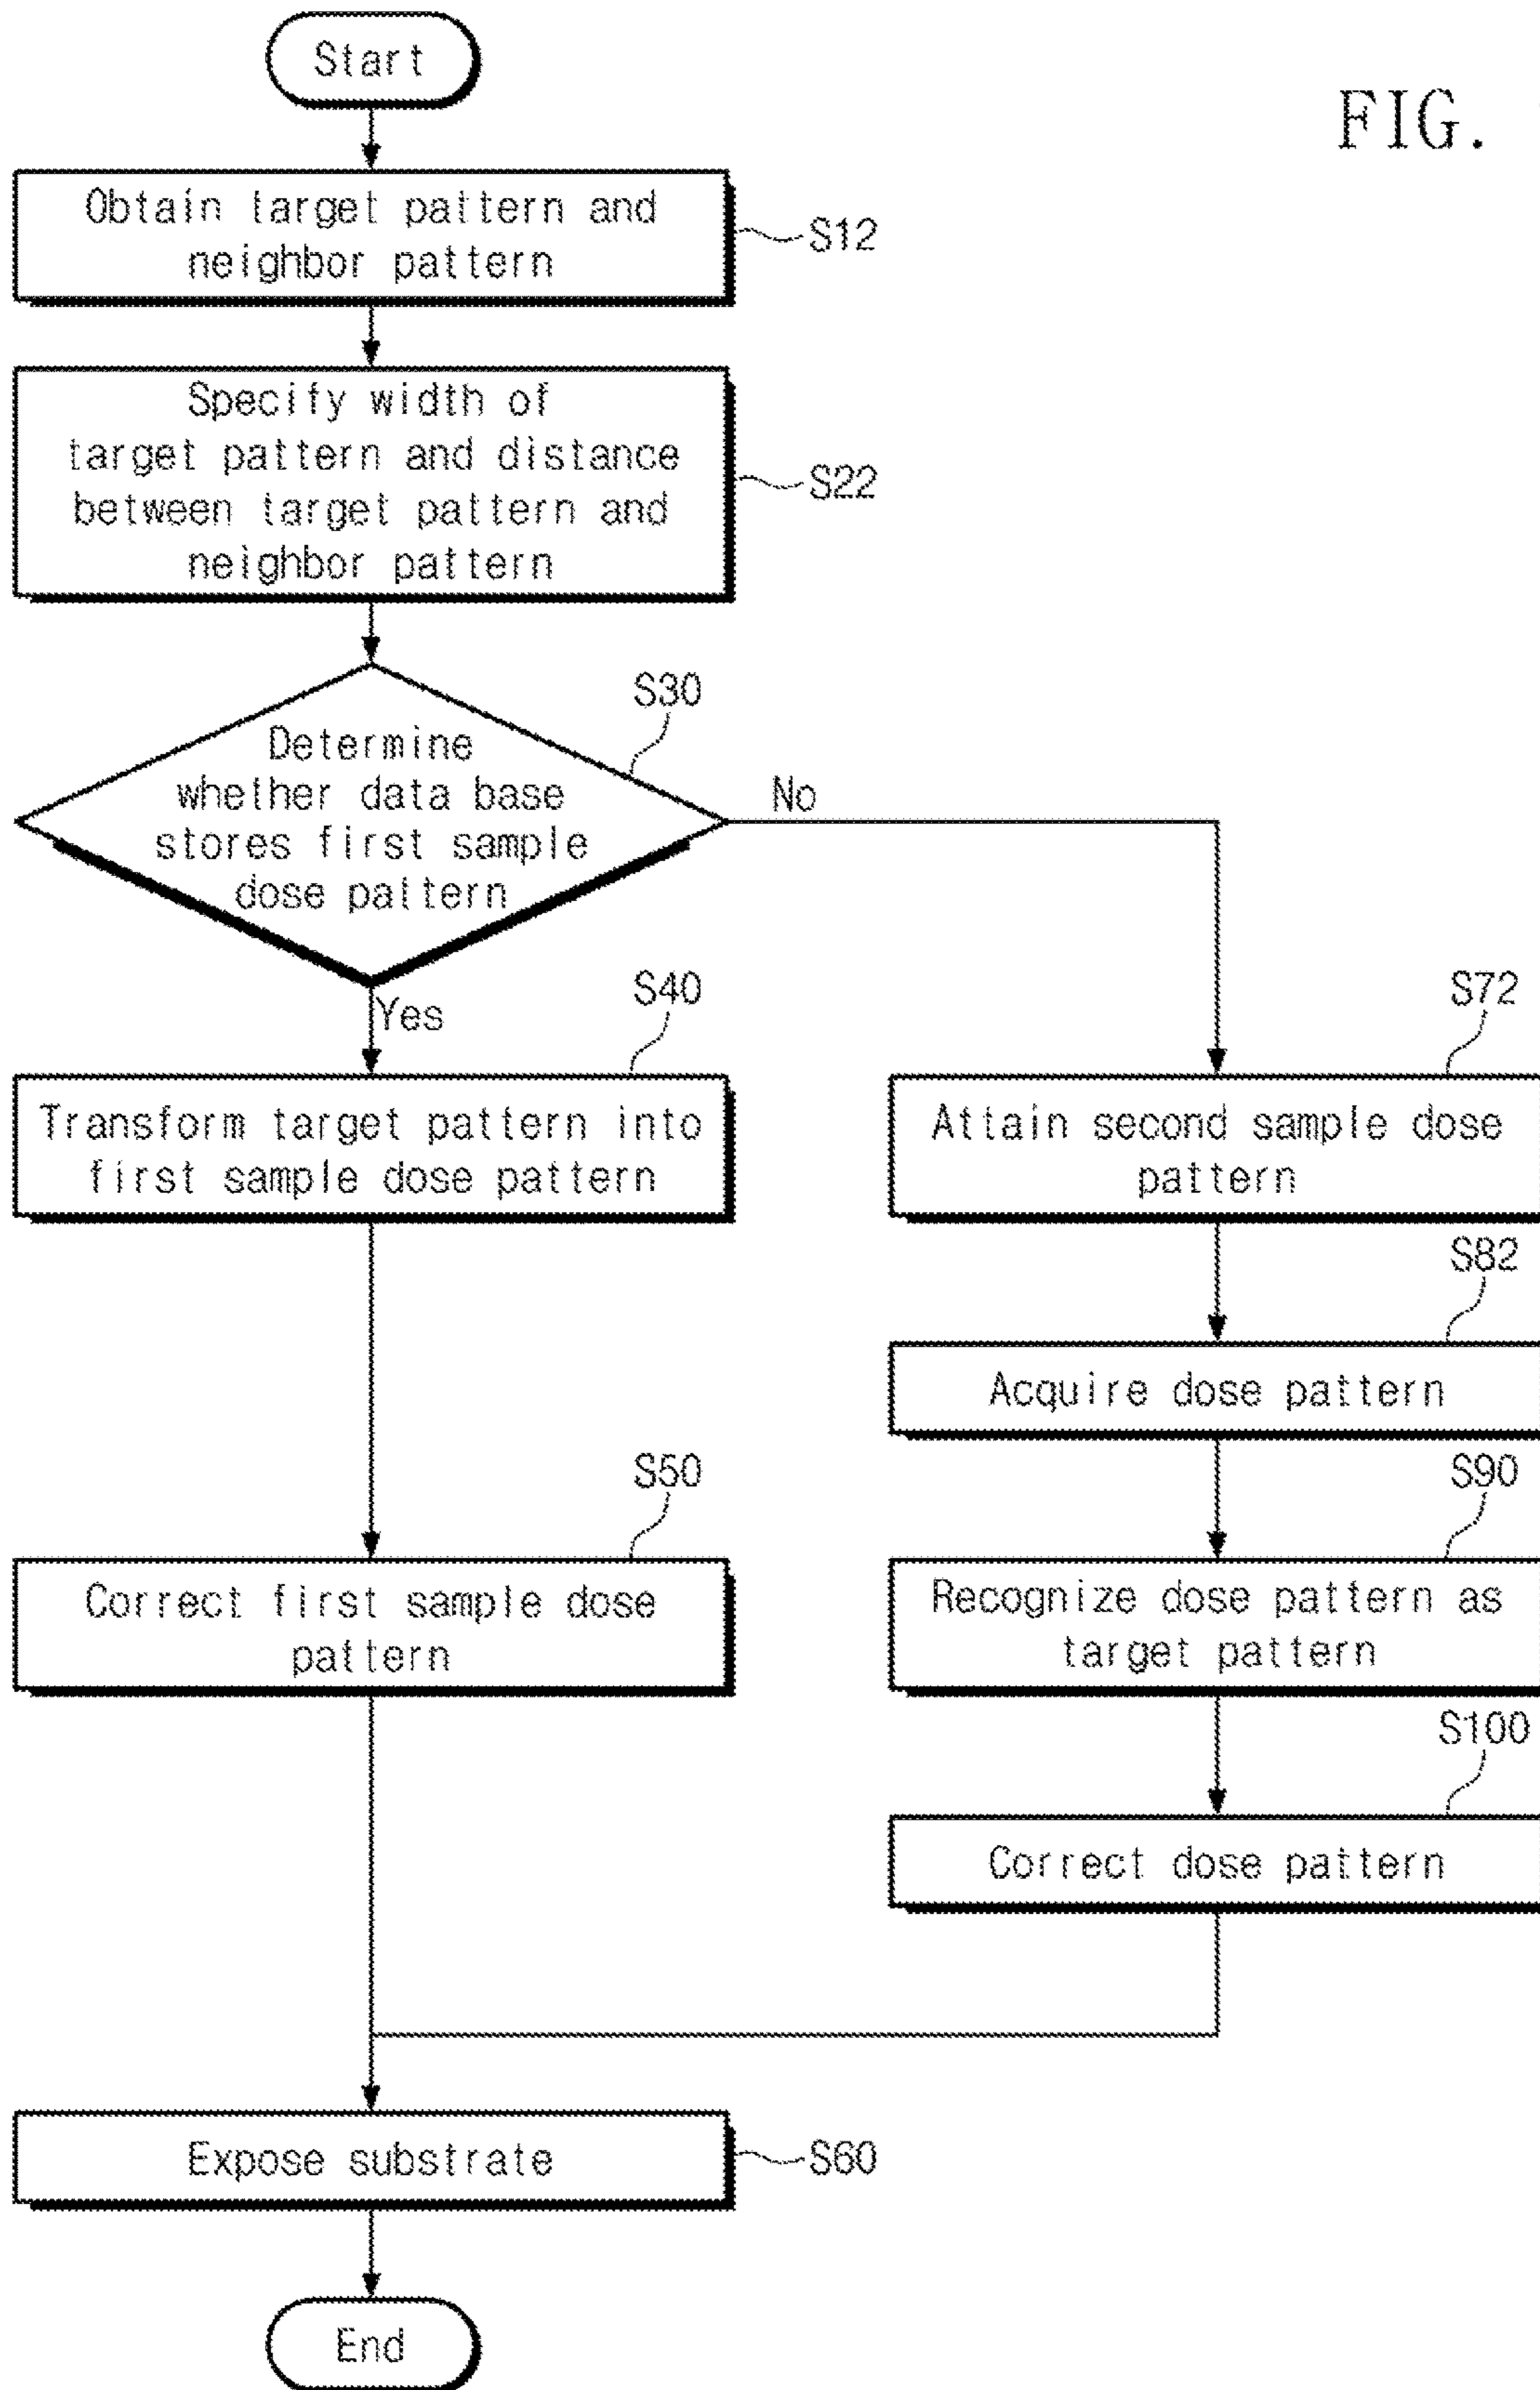 Start
FIG.
Obtain target pattern and
neighbor pattern
S12
Specify width of
target pattern and distance
between target pattern and
neighbor pattern
S22
S30
Determine
whether data base
stores first sample
dose pattern
No
Yes
S40
S72
Transform target pattern into
first sample dose pattern
Attain second sample dose
pattern
S82
Acquire dose pattern
S50
S90
Correct first sample dose
pattern
Recognize dose pattern as
target pattern
S100
Correct dose pattern
Expose substrate
S60
End